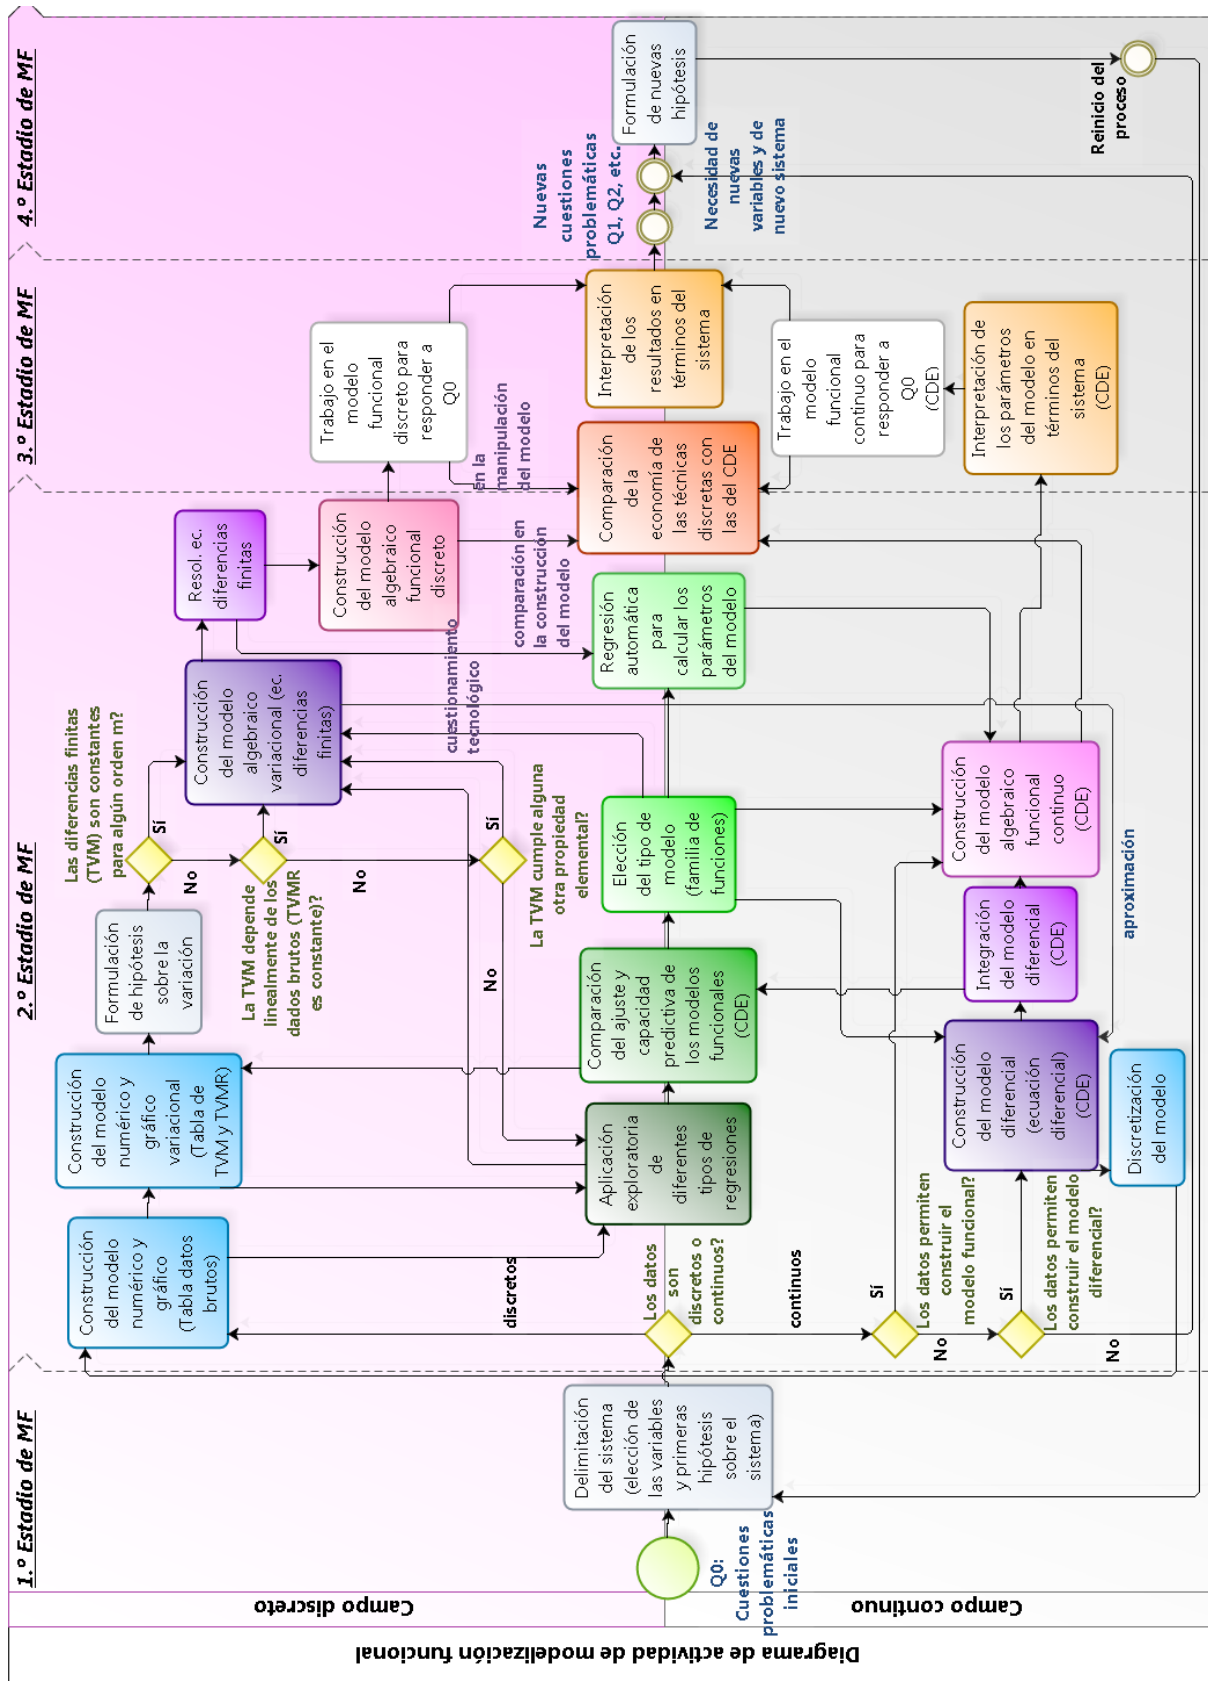 Diagrama de actividad de modelización funcional
Campo discreto
Campo continuo
1.º Estadio de MF
2.º Estadio de MF
3.º Estadio de MF
4.º Estadio de MF
Q0:
Cuestiones
problemáticas
iniciales
Delimitación
del sistema
(elección de
las variables
y primeras
hipótesis
sobre el
sistema)
Los datos
son
discretos o
continuos?
discretos
continuos
Construcción
del modelo
numérico y
gráfico
(Tabla datos
brutos)
Construcción
del modelo
numérico y
gráfico
variacional
(Tabla de
TVM y TVMR)
Formulación
de hipótesis
sobre la
variación
Las diferencias finitas
(TVM) son constantes
para algún orden m?
Sí
No
La TVM depende
linealmente de los
dados brutos (TVMR
es constante)?
Sí
No
La TVM cumple alguna
otra propiedad
elemental?
Sí
No
Construcción
del modelo
algebraico
variacional (ec.
diferencias
finitas)
Resol. ec.
diferencias
finitas
Construcción
del modelo
algebraico
funcional
discreto
Trabajo en el
modelo
funcional
discreto para
responder a
Q0
cuestionamiento
tecnológico
comparación en
la construcción
del modelo
en la
manipulación
del modelo
Aplicación
exploratoria
de
diferentes
tipos de
regresiones
Comparación
del ajuste y
capacidad
predictiva de
los modelos
funcionales
(CDE)
Elección
del tipo de
modelo
(familia de
funciones)
Regresión
automática
para
calcular los
parámetros
del modelo
Comparación
de la
economía de
las técnicas
discretas con
las del CDE
Interpretación
de los
resultados en
términos del
sistema
Nuevas
cuestiones
problemáticas
Q1, Q2, etc.
Necesidad de
nuevas
variables y de
nuevo sistema
Formulación
de nuevas
hipótesis
Reinicio del
proceso
Los datos permiten
construir el
modelo funcional?
Sí
No
Los datos permiten
construir el modelo
diferencial?
Sí
No
Construcción
del modelo
diferencial
(ecuación
diferencial)
(CDE)
Discretización
del modelo
Integración
del modelo
diferencial
(CDE)
aproximación
Construcción
del modelo
algebraico
funcional
continuo
(CDE)
Trabajo en el
modelo
funcional
continuo para
responder a
Q0
(CDE)
Interpretación de
los parámetros
del modelo en
términos del
sistema
(CDE)